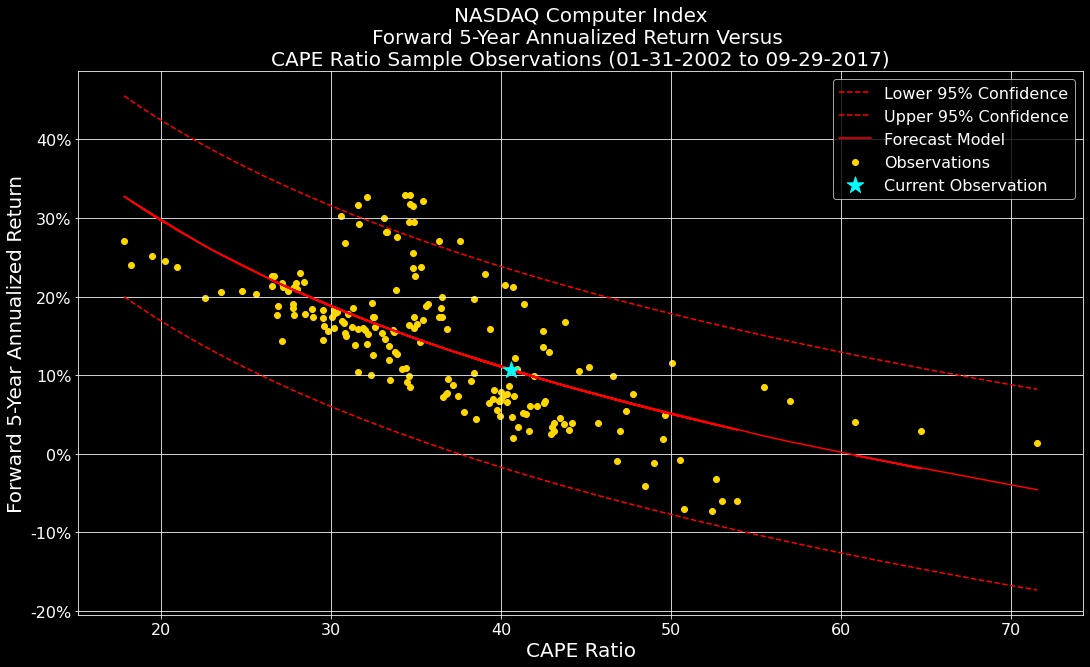 NASDAQ Computer Index
Forward 5-Year Annualized Return Versus
CAPE Ratio Sample Observations (01-31-2002 to 09-29-2017)
Lower 95% Confidence
Upper 95% Confidence
Forecast Model
Observations
Current Observation
Forward 5-Year Annualized Return
40%
30%
20%
10%
0%
-10%
-20%
20 30 40 50 60 70
CAPE Ratio